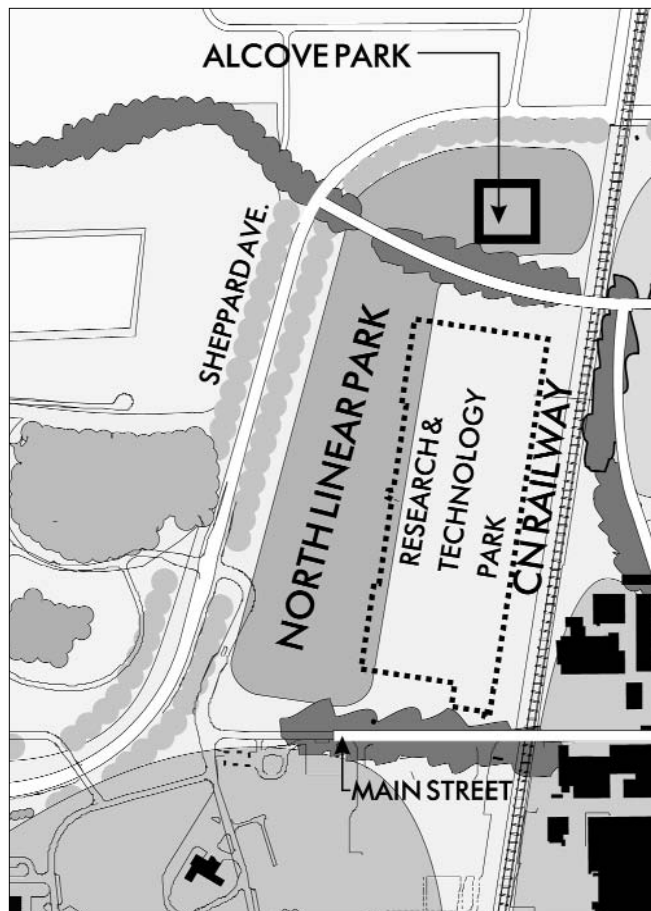 ALCOVE PARK
SHEPPARD AVE.
NORTH LINEAR PARK
RESEARCH &
TECHNOLOGY
PARK
CN RAILWAY
MAIN STREET